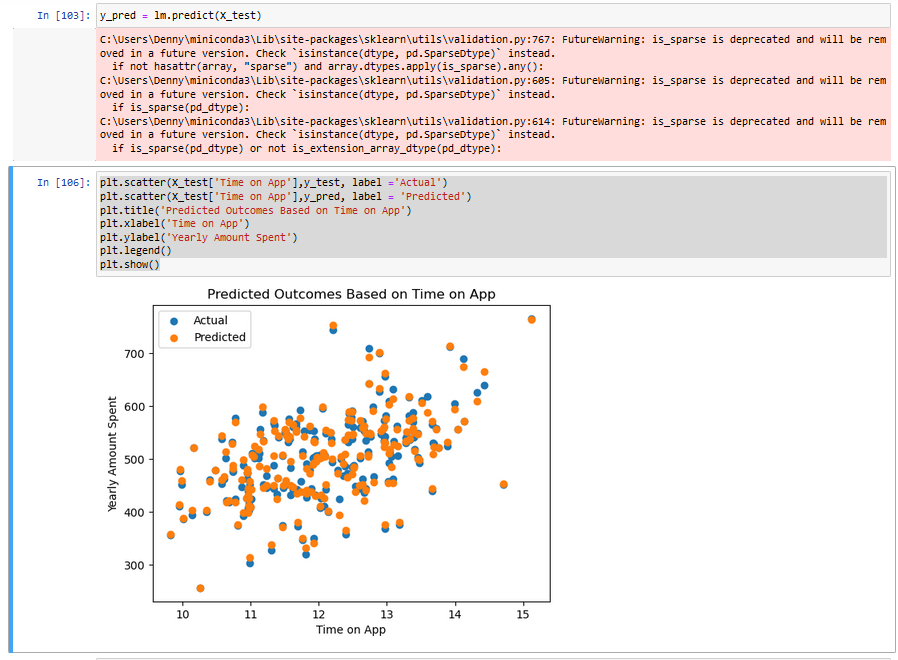 In [103]: y_pred = lm.predict(X_test)
C:\Users\Denny\miniconda3\Lib\site-packages\sklearn\utils\validation.py:767: FutureWarning: is_sparse is deprecated and will be rem
oved in a future version. Check `isinstance(dtype, pd.SparseDtype)` instead.
  if not hasattr(array, "sparse") and array.dtypes.apply(is_sparse).any():
C:\Users\Denny\miniconda3\Lib\site-packages\sklearn\utils\validation.py:605: FutureWarning: is_sparse is deprecated and will be rem
oved in a future version. Check `isinstance(dtype, pd.SparseDtype)` instead.
  if is_sparse(pd_dtype):
C:\Users\Denny\miniconda3\Lib\site-packages\sklearn\utils\validation.py:614: FutureWarning: is_sparse is deprecated and will be rem
oved in a future version. Check `isinstance(dtype, pd.SparseDtype)` instead.
  if is_sparse(pd_dtype) or not is_extension_array_dtype(pd_dtype):
In [106]: plt.scatter(X_test['Time on App'],y_test, label ='Actual')
plt.scatter(X_test['Time on App'],y_pred, label = 'Predicted')
plt.title('Predicted Outcomes Based on Time on App')
plt.xlabel('Time on App')
plt.ylabel('Yearly Amount Spent')
plt.legend()
plt.show()
Predicted Outcomes Based on Time on App
Actual
Predicted
700
600
500
400
300
Yearly Amount Spent
10 11 12 13 14 15
Time on App